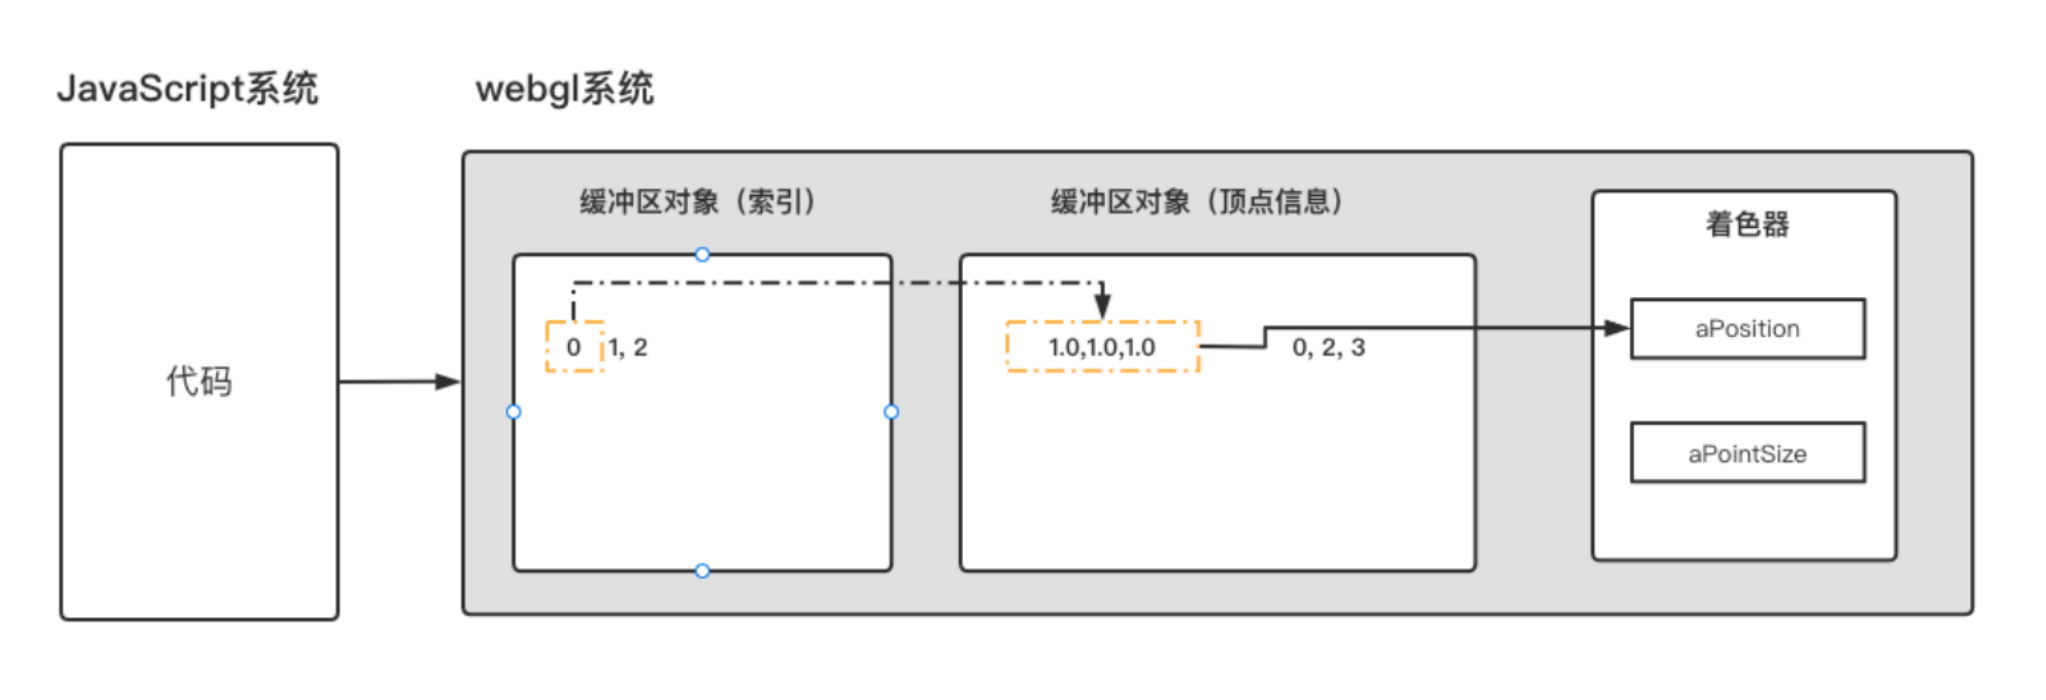 JavaScript系统
webgl系统
代码
缓冲区对象（索引）
0 1, 2
缓冲区对象（顶点信息）
1.0,1.0,1.0 0, 2, 3
着色器
aPosition
aPointSize